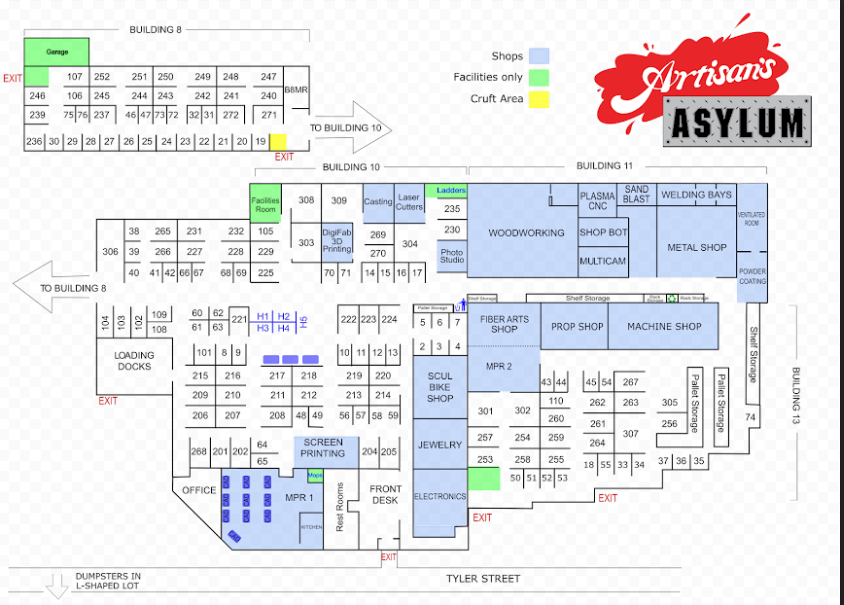 BUILDING 8
Garage
EXIT
107 252 251 250 249 248 247
B8MR
246 106 245 244 243 242 241 240
239 75 76 237 46 47 73 72 32 31 272 271
236 30 29 28 27 26 25 24 23 22 21 20 19
EXIT
TO BUILDING 10
Shops
Facilities only
Cruft Area
Artisan's
ASYLUM
BUILDING 10
BUILDING 11
Facilities
Room
308 309
Casting
Laser
Cutters
Ladders
235
230
Photo
Studio
303
DigiFab
3D
Printing
269
270
304
70 71 14 15 16 17
WOODWORKING
PLASMA
CNC
SAND
BLAST
WELDING BAYS
SHOP BOT
MULTICAM
METAL SHOP
VENTILATED
ROOM
POWDER
COATING
306
38 265 231 232 105
39 266 227 228 229
40 41 42 66 67 68 69 225
TO BUILDING 8
104 103 102 109
108
60 62
61 63
221
H1 H2
H3 H4
H5
222 223 224
Pallet Storage
5 6 7
2 3 4
Shelf Storage
Shelf Storage
FIBER ARTS
SHOP
PROP SHOP
MACHINE SHOP
MPR 2
LOADING
DOCKS
EXIT
101 8 9
10 11 12 13
215 216 217 218 219 220
209 210 211 212 213 214
206 207 208 48 49 56 57 58 59
SCUL
BIKE
SHOP
JEWELRY
ELECTRONICS
268 201 202 64
65
SCREEN
PRINTING
204 205
OFFICE
MPR 1
Mops
KITCHEN
Rest Rooms
FRONT
DESK
EXIT
43 44 45 54 267
301 302 110
260
262 263 305
256
257 254 259 261
264
307
253 258 255
18 55 33 34 37 36 35
50 51 52 53
74
Pallet Storage
Pallet Storage
Shelf Storage
BUILDING 13
EXIT
EXIT
DUMPSTERS IN
L-SHAPED LOT
TYLER STREET